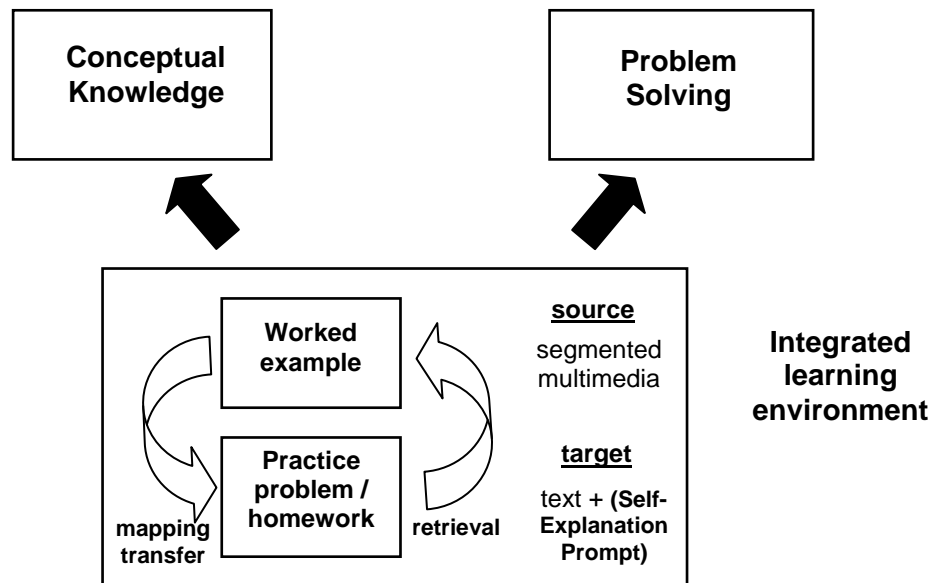 Conceptual
Knowledge
Problem
Solving
Worked
example
source
segmented
multimedia
Integrated
learning
environment
Practice
problem /
homework
target
text + (Self-
Explanation
Prompt)
mapping
transfer
retrieval